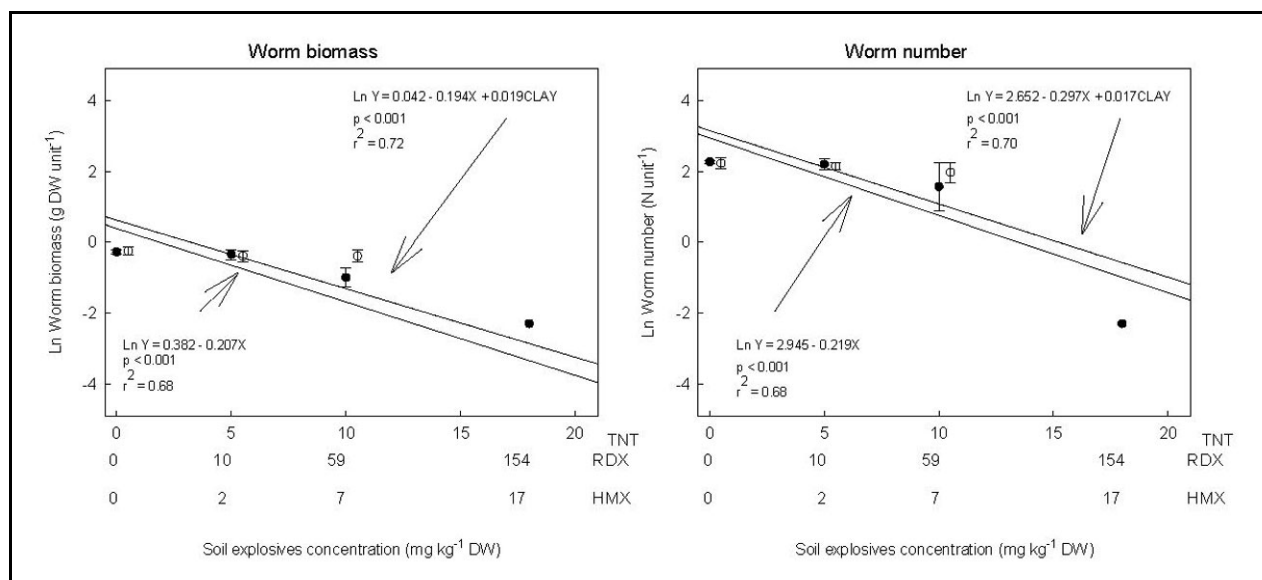 Worm biomass
Ln Worm biomass (g DW unit⁻¹)
4
2
0
-2
-4
Ln Y = 0.042 - 0.194X + 0.019CLAY
p < 0.001
r² = 0.72
Ln Y = 0.382 - 0.207X
p < 0.001
r² = 0.68
0 5 10 15 20 TNT
0 10 59 154 RDX
0 2 7 17 HMX
Soil explosives concentration (mg kg⁻¹ DW)
Worm number
Ln Worm number (N unit⁻¹)
4
2
0
-2
-4
Ln Y = 2.652 - 0.297X + 0.017CLAY
p < 0.001
r² = 0.70
Ln Y = 2.945 - 0.219X
p < 0.001
r² = 0.68
0 5 10 15 20 TNT
0 10 59 154 RDX
0 2 7 17 HMX
Soil explosives concentration (mg kg⁻¹ DW)